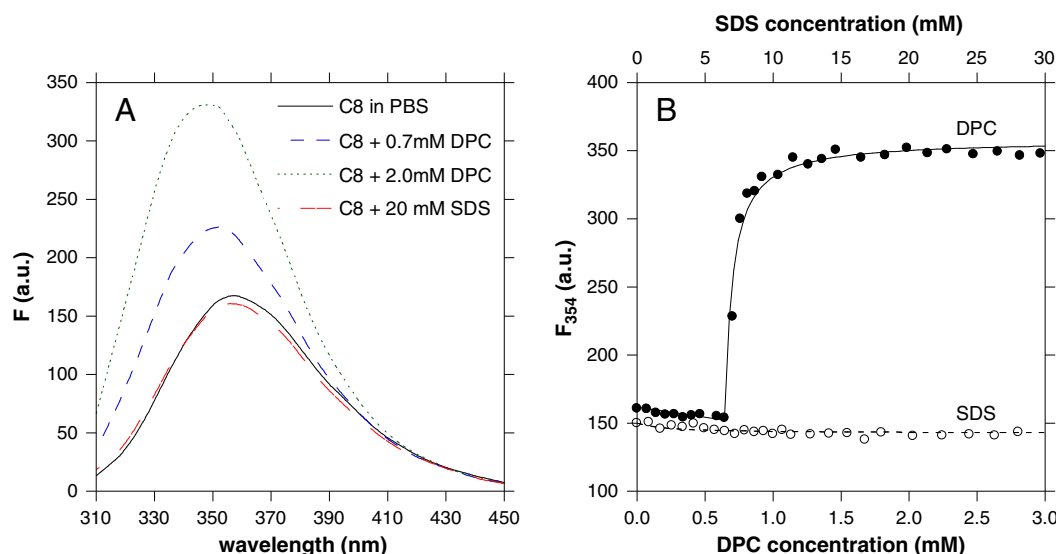 SDS concentration (mM)
0 5 10 15 20 25 30
A
C8 in PBS
C8 + 0.7mM DPC
C8 + 2.0mM DPC
C8 + 20 mM SDS
F (a.u.)
350
300
250
200
150
100
50
0
310 330 350 370 390 410 430 450
wavelength (nm)
B
DPC
SDS
F354 (a.u.)
400
350
300
250
200
150
100
0.0 0.5 1.0 1.5 2.0 2.5 3.0
DPC concentration (mM)